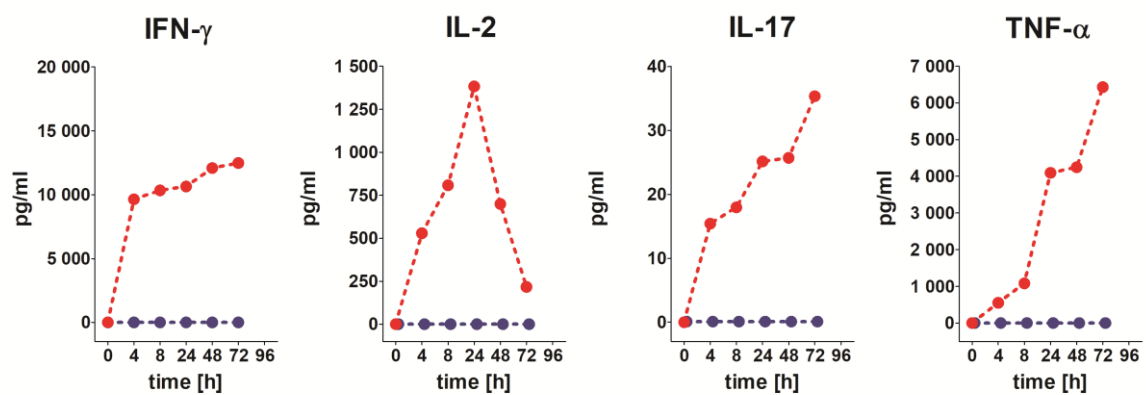 IFN-γ
pg/ml
20 000
15 000
10 000
5 000
0
0 4 8 24 48 72 96
time [h]
IL-2
pg/ml
1 500
1 250
1 000
750
500
250
0
0 4 8 24 48 72 96
time [h]
IL-17
pg/ml
40
30
20
10
0
0 4 8 24 48 72 96
time [h]
TNF-α
pg/ml
7 000
6 000
5 000
4 000
3 000
2 000
1 000
0
0 4 8 24 48 72 96
time [h]